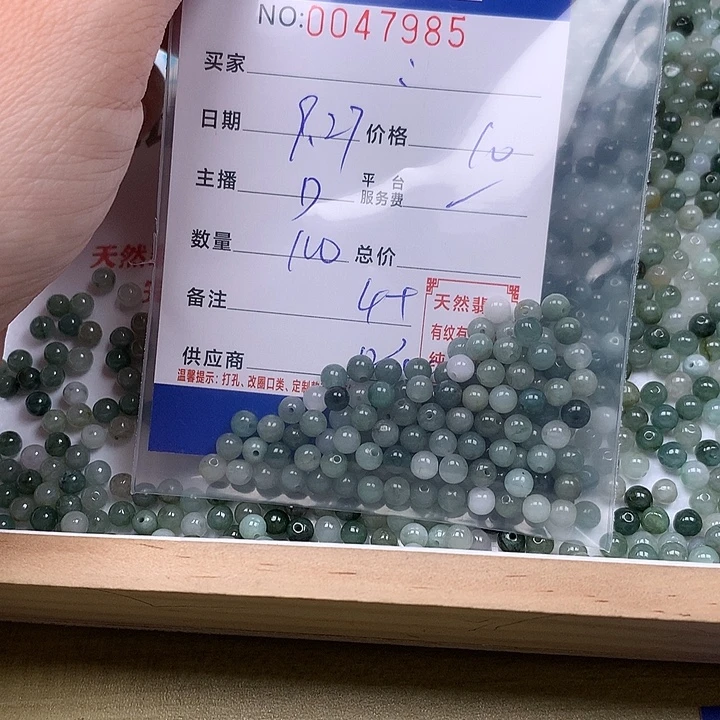 NO:0047985
买家
日期 9.27 价格 10
主播 D 平台服务费
数量 100 总价
备注 4+
天然翡
有纹有
纯
供应商
温馨提示：打孔、改圈口类、定制
天然